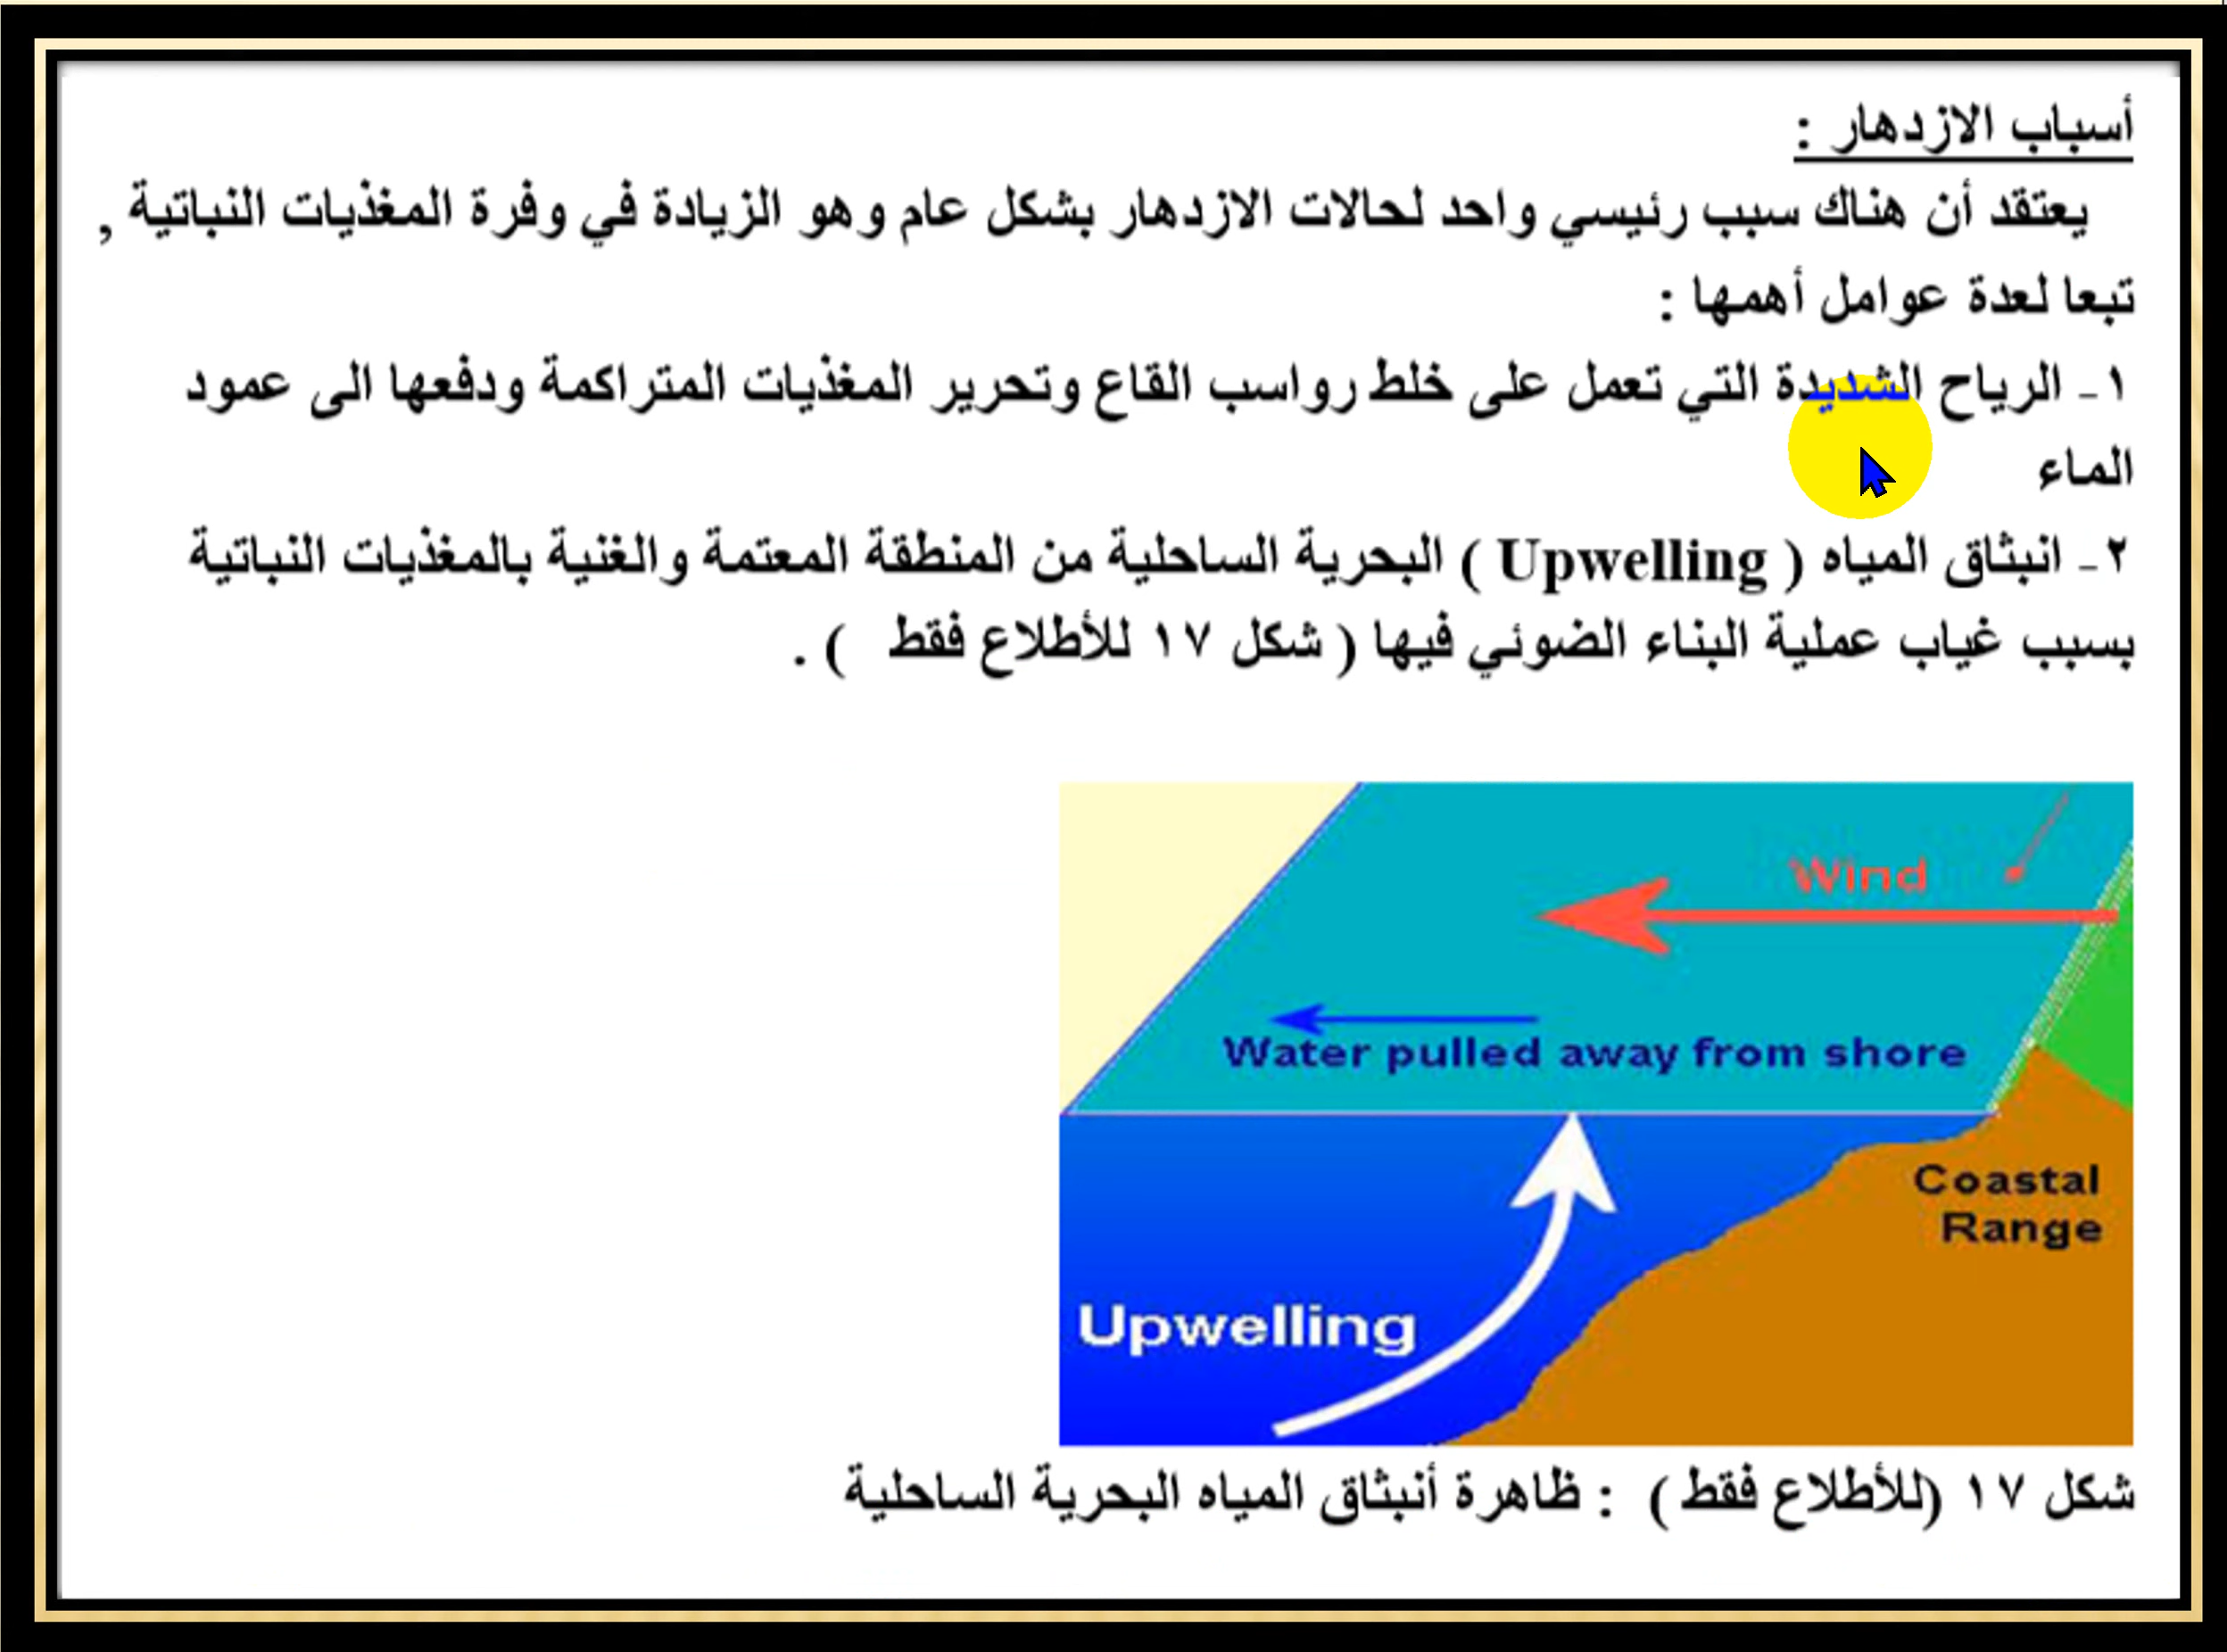 أسباب الازدهار :
يعتقد أن هناك سبب رئيسي واحد لحالات الازدهار بشكل عام وهو الزيادة في وفرة المغذيات النباتية ,
تبعا لعدة عوامل أهمها :
١- الرياح الشديدة التي تعمل على خلط رواسب القاع وتحرير المغذيات المتراكمة ودفعها الى عمود
الماء
٢- انبثاق المياه ( Upwelling ) البحرية الساحلية من المنطقة المعتمة والغنية بالمغذيات النباتية
بسبب غياب عملية البناء الضوئي فيها ( شكل ١٧ للأطلاع فقط ) .
Wind
Water pulled away from shore
Coastal
Range
Upwelling
شكل ١٧ (للأطلاع فقط ) : ظاهرة أنبثاق المياه البحرية الساحلية